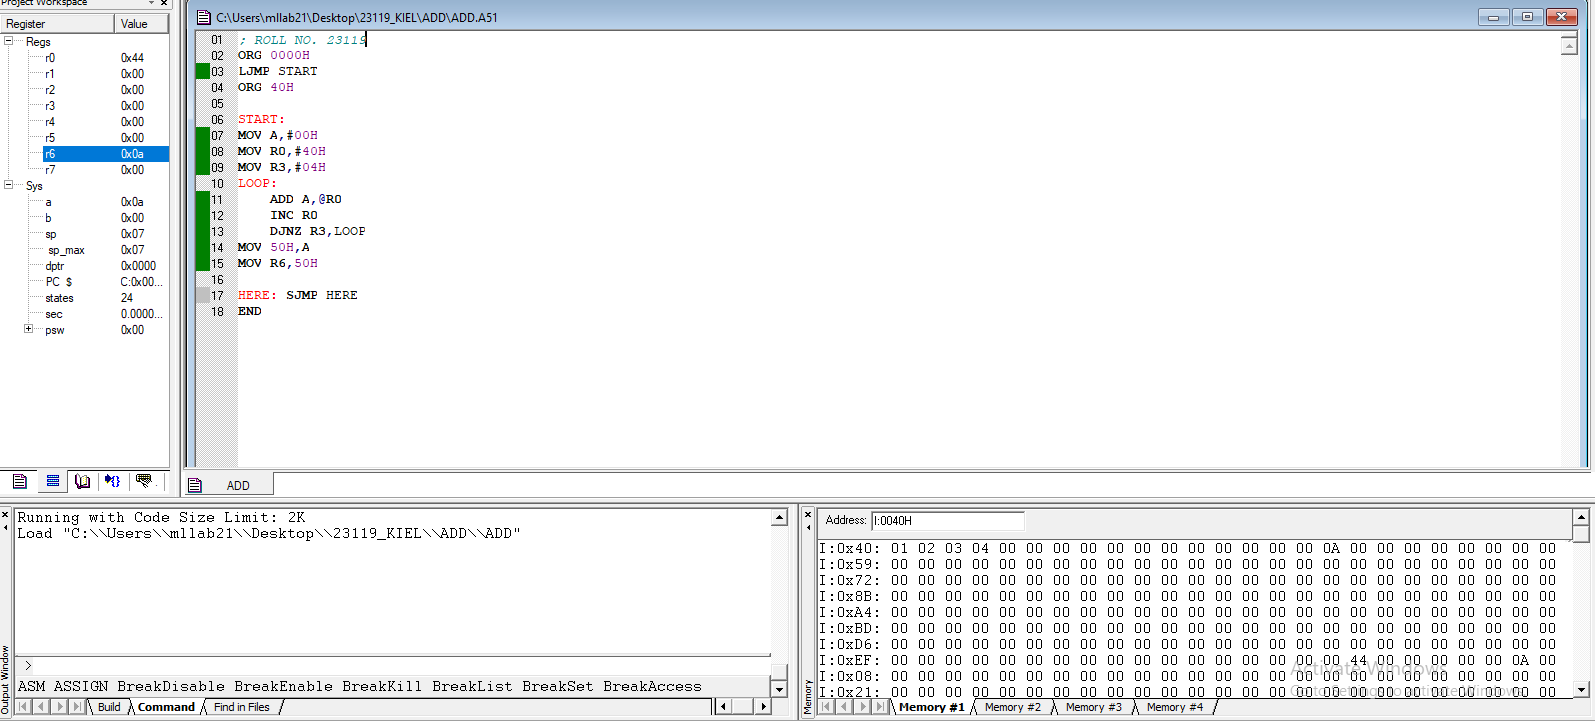 Project Workspace
Register Value
Regs
r0 0x44
r1 0x00
r2 0x00
r3 0x00
r4 0x00
r5 0x00
r6 0x0a
r7 0x00
Sys
a 0x0a
b 0x00
sp 0x07
sp_max 0x07
dptr 0x0000
PC $ C:0x00...
states 24
sec 0.0000...
psw 0x00
C:\Users\mllab21\Desktop\23119_KIEL\ADD\ADD.A51
01 ; ROLL NO. 23119
02 ORG 0000H
03 LJMP START
04 ORG 40H
05
06 START:
07 MOV A,#00H
08 MOV R0,#40H
09 MOV R3,#04H
10 LOOP:
11 ADD A,@R0
12 INC R0
13 DJNZ R3,LOOP
14 MOV 50H,A
15 MOV R6,50H
16
17 HERE: SJMP HERE
18 END
ADD
Output Window
Running with Code Size Limit: 2K
Load "C:\\Users\\mllab21\\Desktop\\23119_KIEL\\ADD\\ADD"
>
ASM ASSIGN BreakDisable BreakEnable BreakKill BreakList BreakSet BreakAccess
Build Command Find in Files
Memory
Address: I:0040H
I:0x40: 01 02 03 04 00 00 00 00 00 00 00 00 00 00 00 00 0A 00 00 00 00 00 00 00 00
I:0x59: 00 00 00 00 00 00 00 00 00 00 00 00 00 00 00 00 00 00 00 00 00 00 00 00 00
I:0x72: 00 00 00 00 00 00 00 00 00 00 00 00 00 00 00 00 00 00 00 00 00 00 00 00 00
I:0x8B: 00 00 00 00 00 00 00 00 00 00 00 00 00 00 00 00 00 00 00 00 00 00 00 00 00
I:0xA4: 00 00 00 00 00 00 00 00 00 00 00 00 00 00 00 00 00 00 00 00 00 00 00 00 00
I:0xBD: 00 00 00 00 00 00 00 00 00 00 00 00 00 00 00 00 00 00 00 00 00 00 00 00 00
I:0xD6: 00 00 00 00 00 00 00 00 00 00 00 00 00 00 00 00 00 00 00 00 00 00 00 00 00
I:0xEF: 00 00 00 00 00 00 00 00 00 00 00 00 00 00 00 00 00 44 00 00 00 00 00 0A 00
I:0x08: 00 00 00 00 00 00 00 00 00 00 00 00 00 00 00 00 00 00 00 00 00 00 00 00 00
I:0x21: 00 00 00 00 00 00 00 00 00 00 00 00 00 00 00 00 00 00 00 00 00 00 00 00 00
Activate Windows
Go to Settings to activate Windows.
Memory #1 Memory #2 Memory #3 Memory #4